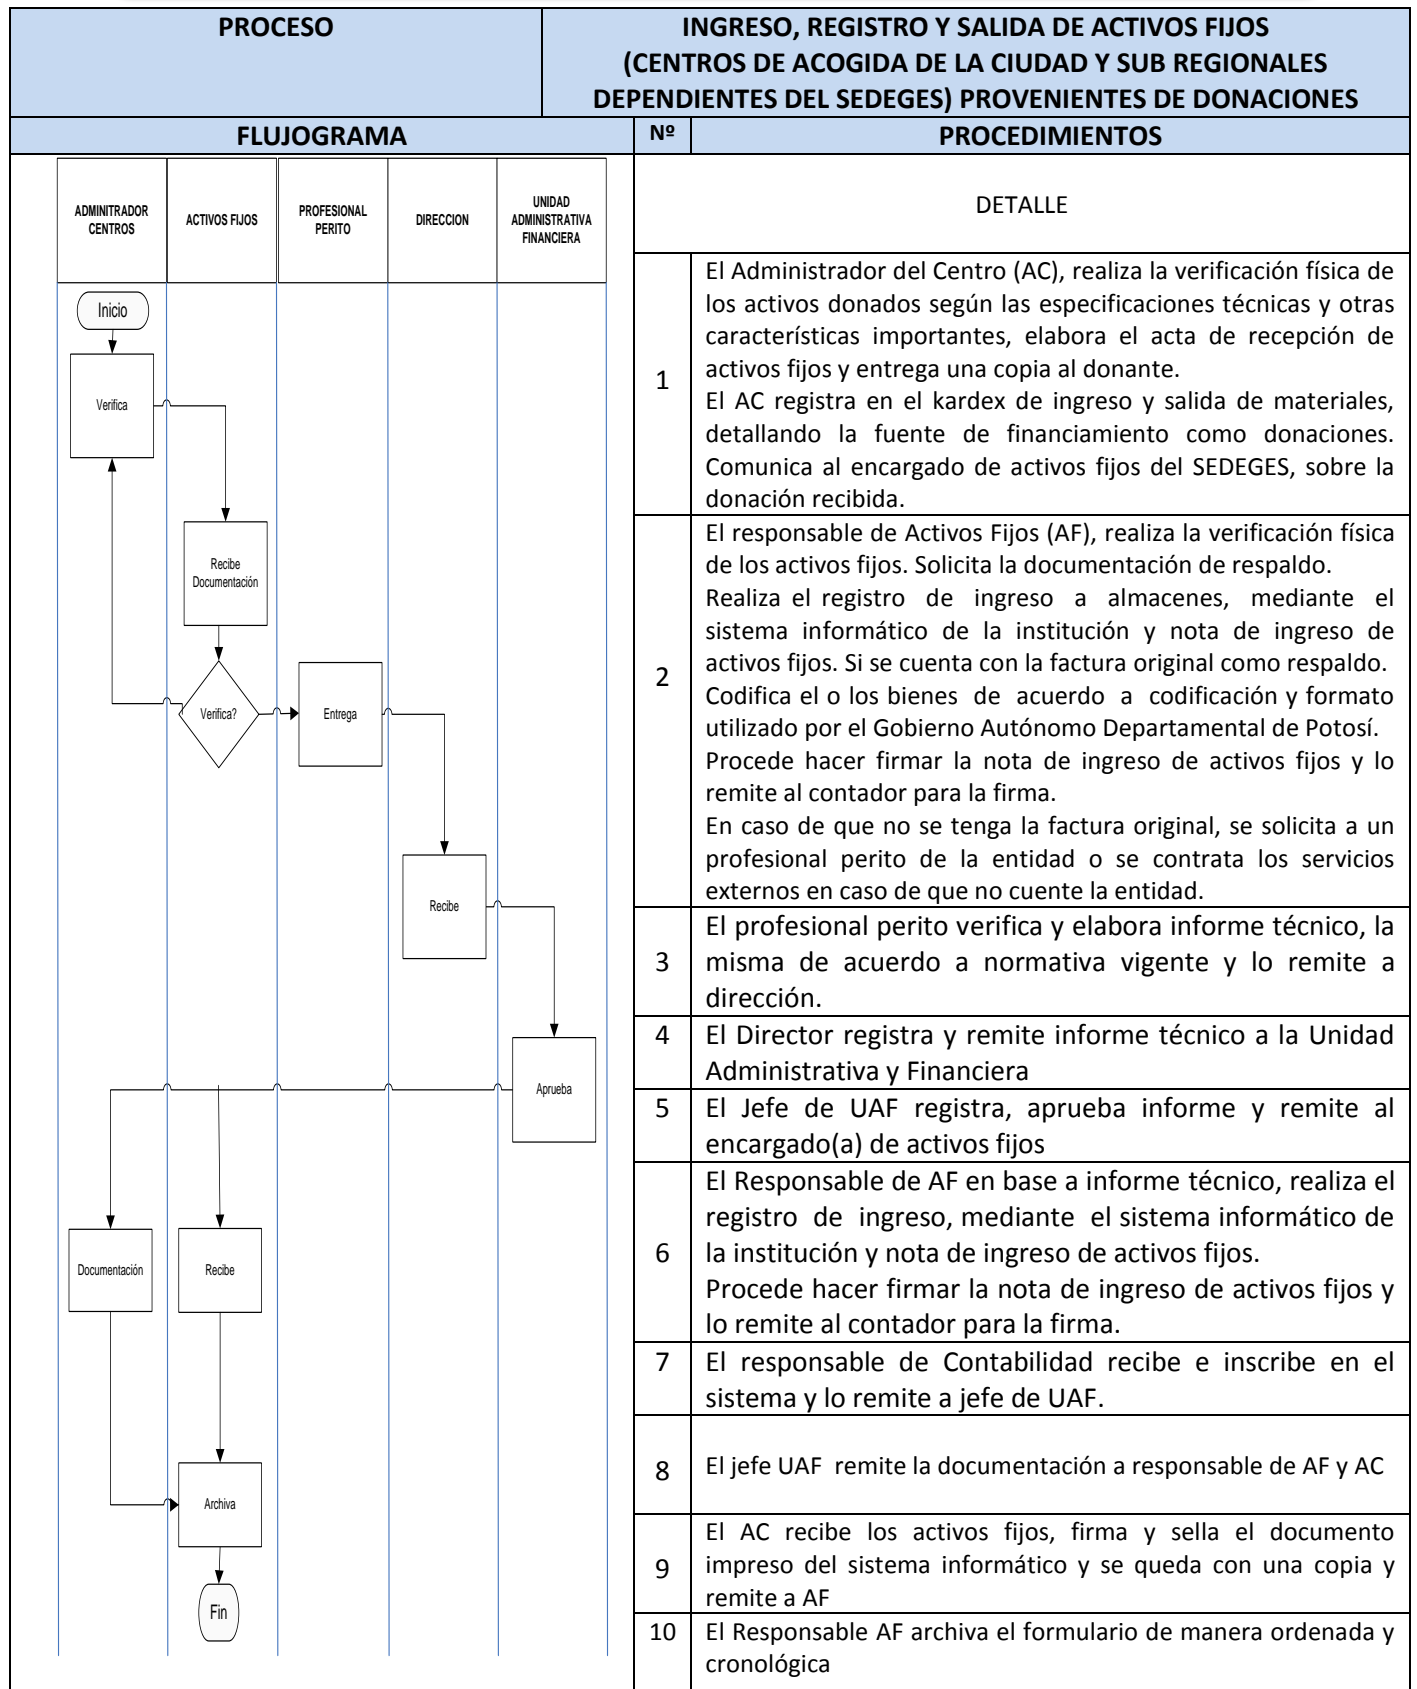 PROCESO
INGRESO, REGISTRO Y SALIDA DE ACTIVOS FIJOS
(CENTROS DE ACOGIDA DE LA CIUDAD Y SUB REGIONALES
DEPENDIENTES DEL SEDEGES) PROVENIENTES DE DONACIONES
FLUJOGRAMA
Nº
PROCEDIMIENTOS
ADMINITRADOR
CENTROS
ACTIVOS FIJOS
PROFESIONAL
PERITO
DIRECCION
UNIDAD
ADMINISTRATIVA
FINANCIERA
Inicio
Verifica
Recibe
Documentación
Verifica?
Entrega
Recibe
Aprueba
Documentación
Recibe
Archiva
Fin
DETALLE
1
El Administrador del Centro (AC), realiza la verificación física de
los activos donados según las especificaciones técnicas y otras
características importantes, elabora el acta de recepción de
activos fijos y entrega una copia al donante.
El AC registra en el kardex de ingreso y salida de materiales,
detallando la fuente de financiamiento como donaciones.
Comunica al encargado de activos fijos del SEDEGES, sobre la
donación recibida.
2
El responsable de Activos Fijos (AF), realiza la verificación física
de los activos fijos. Solicita la documentación de respaldo.
Realiza el registro de ingreso a almacenes, mediante el
sistema informático de la institución y nota de ingreso de
activos fijos. Si se cuenta con la factura original como respaldo.
Codifica el o los bienes de acuerdo a codificación y formato
utilizado por el Gobierno Autónomo Departamental de Potosí.
Procede hacer firmar la nota de ingreso de activos fijos y lo
remite al contador para la firma.
En caso de que no se tenga la factura original, se solicita a un
profesional perito de la entidad o se contrata los servicios
externos en caso de que no cuente la entidad.
3
El profesional perito verifica y elabora informe técnico, la
misma de acuerdo a normativa vigente y lo remite a
dirección.
4
El Director registra y remite informe técnico a la Unidad
Administrativa y Financiera
5
El Jefe de UAF registra, aprueba informe y remite al
encargado(a) de activos fijos
6
El Responsable de AF en base a informe técnico, realiza el
registro de ingreso, mediante el sistema informático de
la institución y nota de ingreso de activos fijos.
Procede hacer firmar la nota de ingreso de activos fijos y
lo remite al contador para la firma.
7
El responsable de Contabilidad recibe e inscribe en el
sistema y lo remite a jefe de UAF.
8
El jefe UAF remite la documentación a responsable de AF y AC
9
El AC recibe los activos fijos, firma y sella el documento
impreso del sistema informático y se queda con una copia y
remite a AF
10
El Responsable AF archiva el formulario de manera ordenada y
cronológica